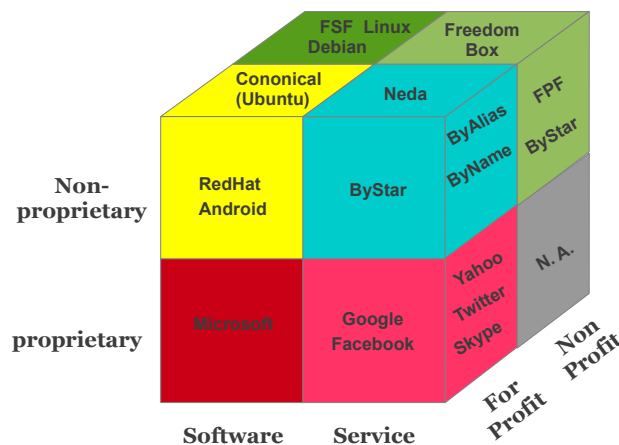 FSF Linux
Debian
Freedom
Box
Cononical
(Ubuntu)
Neda
FPF
ByStar
ByAlias
ByName
Non-
proprietary
RedHat
Android
ByStar
Yahoo
Twitter
Skype
N. A.
proprietary
Microsoft
Google
Facebook
For
Profit
Non
Profit
Software
Service